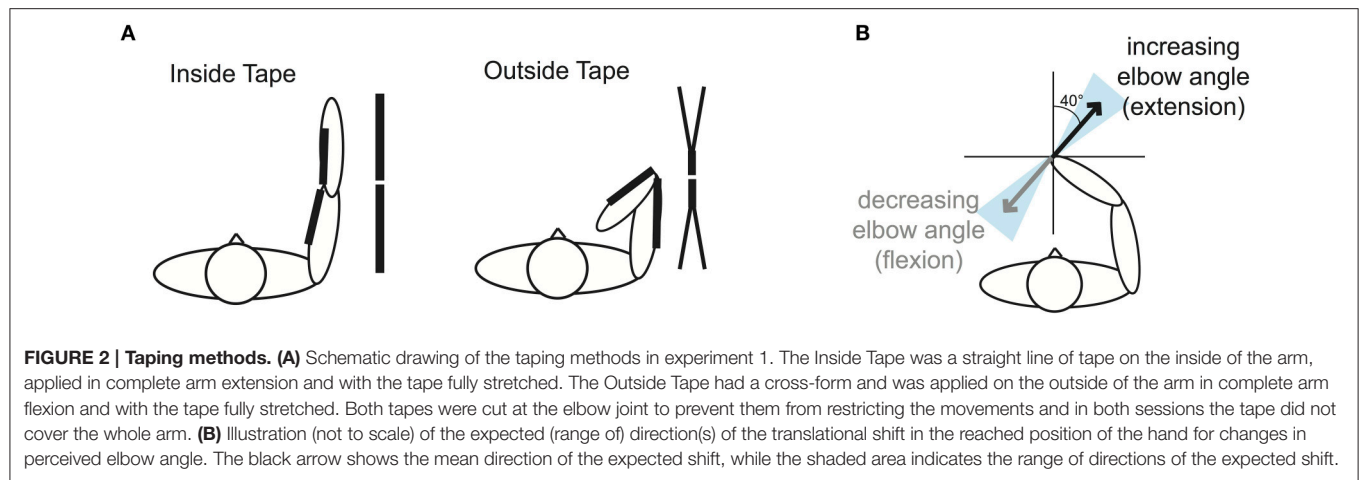 A
Inside Tape
Outside Tape
B
increasing
elbow angle
(extension)
40°
decreasing
elbow angle
(flexion)
FIGURE 2 | Taping methods. (A) Schematic drawing of the taping methods in experiment 1. The Inside Tape was a straight line of tape on the inside of the arm,
applied in complete arm extension and with the tape fully stretched. The Outside Tape had a cross-form and was applied on the outside of the arm in complete arm
flexion and with the tape fully stretched. Both tapes were cut at the elbow joint to prevent them from restricting the movements and in both sessions the tape did not
cover the whole arm. (B) Illustration (not to scale) of the expected (range of) direction(s) of the translational shift in the reached position of the hand for changes in
perceived elbow angle. The black arrow shows the mean direction of the expected shift, while the shaded area indicates the range of directions of the expected shift.